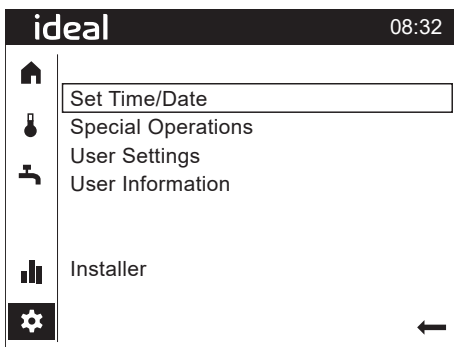 ideal 08:32
Set Time/Date
Special Operations
User Settings
User Information
Installer